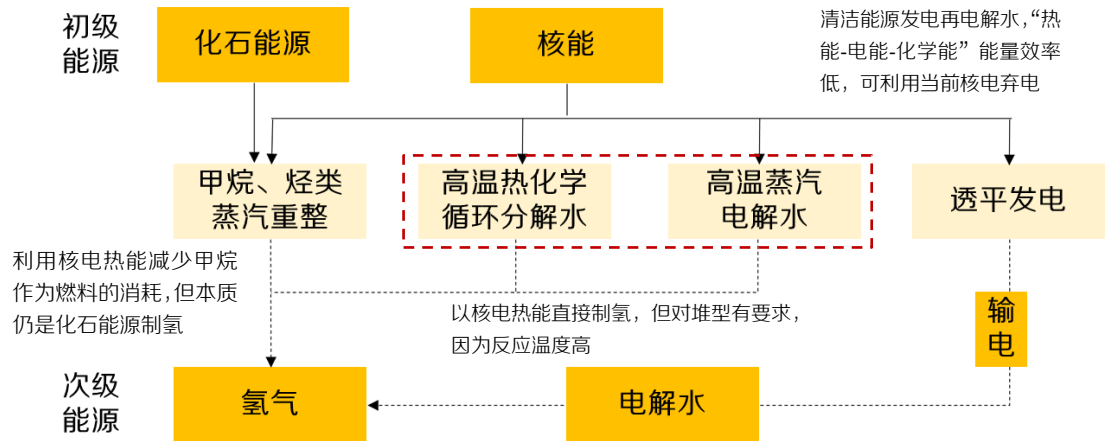 初级
能源
化石能源
核能
清洁能源发电再电解水，“热
能-电能-化学能”能量效率
低，可利用当前核电弃电
甲烷、烃类
蒸汽重整
高温热化学
循环分解水
高温蒸汽
电解水
透平发电
利用核电热能减少甲烷
作为燃料的消耗，但本质
仍是化石能源制氢
以核电热能直接制氢，但对堆型有要求，
因为反应温度高
输
电
次级
能源
氢气
电解水